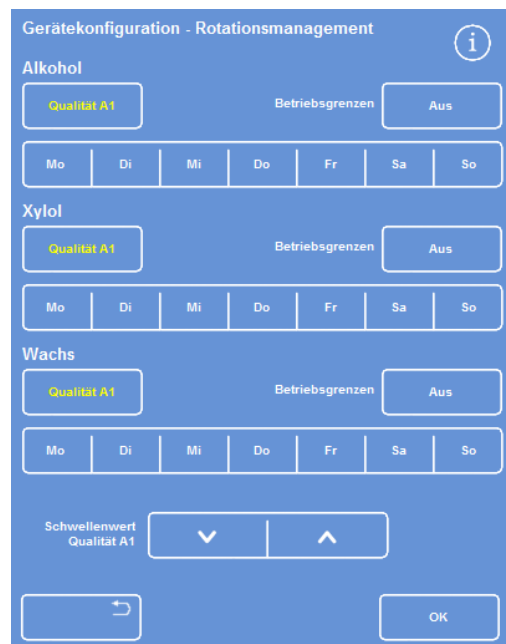 Gerätekonfiguration - Rotationsmanagement
i
Alkohol
Qualität A1 Betriebsgrenzen Aus
Mo Di Mi Do Fr Sa So
Xylol
Qualität A1 Betriebsgrenzen Aus
Mo Di Mi Do Fr Sa So
Wachs
Qualität A1 Betriebsgrenzen Aus
Mo Di Mi Do Fr Sa So
Schwellenwert
Qualität A1
OK